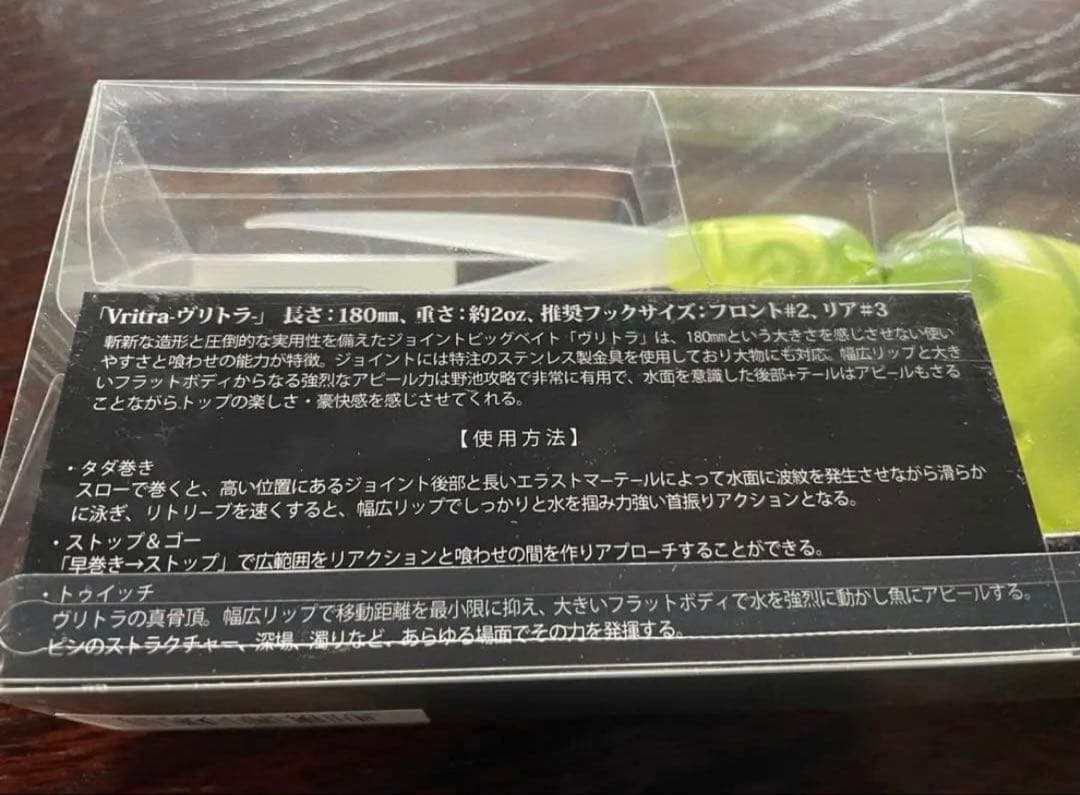 「Vritra-ヴリトラ-」 長さ：180㎜、重さ：約2oz、推奨フックサイズ：フロント#2、リア#3
斬新な造形と圧倒的な実用性を備えたジョイントビッグベイト「ヴリトラ」は、180㎜という大きさを感じさせない使い
やすさと喰わせの能力が特徴。ジョイントには特注のステンレス製金具を使用しており大物にも対応。幅広リップと大き
いフラットボディからなる強烈なアピール力は野池攻略で非常に有用で、水面を意識した後部+テールはアピールもさる
ことながらトップの楽しさ・豪快感を感じさせてくれる。
【使用方法】
・タダ巻き
スローで巻くと、高い位置にあるジョイント後部と長いエラストマーテールによって水面に波紋を発生させながら滑らか
に泳ぎ、リトリーブを速くすると、幅広リップでしっかりと水を掴み力強い首振りアクションとなる。
・ストップ＆ゴー
「早巻き→ストップ」で広範囲をリアクションと喰わせの間を作りアプローチすることができる。
・トゥイッチ
ヴリトラの真骨頂。幅広リップで移動距離を最小限に抑え、大きいフラットボディで水を強烈に動かし魚にアピールする。
ピンのストラクチャー、深場、濁りなど、あらゆる場面でその力を発揮する。